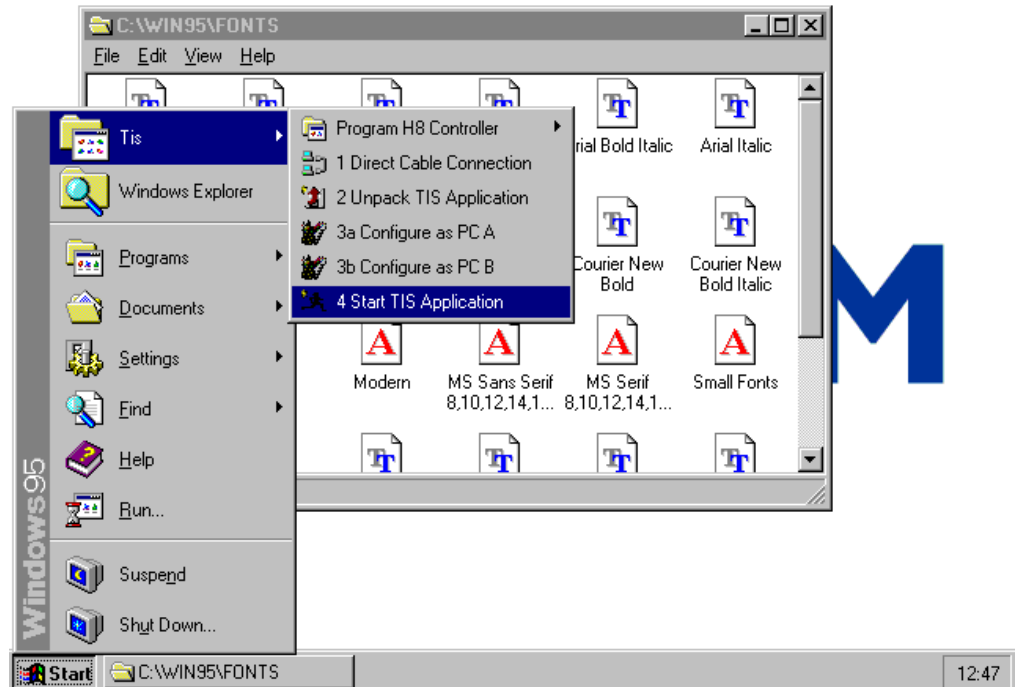 C:\WIN95\FONTS
File Edit View Help
rial Bold Italic
Arial Italic
Courier New Bold
Courier New Bold Italic
Modern
MS Sans Serif 8,10,12,14,1...
MS Serif 8,10,12,14,1...
Small Fonts
Tis
Windows Explorer
Programs
Documents
Settings
Find
Help
Run...
Suspend
Shut Down...
Windows95
Program H8 Controller
1 Direct Cable Connection
2 Unpack TIS Application
3a Configure as PC A
3b Configure as PC B
4 Start TIS Application
M
Start
C:\WIN95\FONTS
12:47